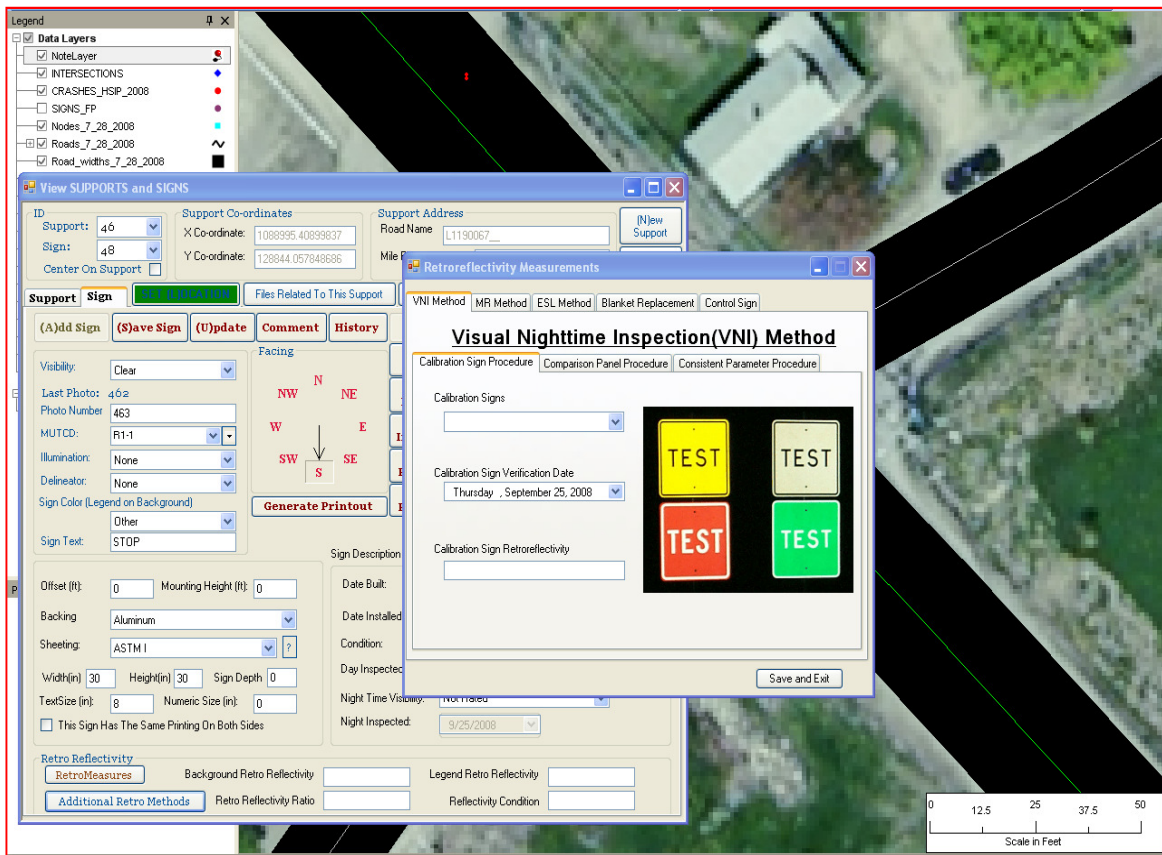 Legend
Data Layers
NoteLayer
INTERSECTIONS
CRASHES_HSIP_2008
SIGNS_FP
Nodes_7_28_2008
Roads_7_28_2008
Road_widths_7_28_2008
View SUPPORTS and SIGNS
ID
Support: 46
Sign: 48
Center On Support
Support Co-ordinates
X Co-ordinate: 1088995.40899837
Y Co-ordinate: 128844.057848686
Support Address
Road Name L1190067__
Mile
(N)ew Support
Support Sign
Files Related To This Support
(A)dd Sign (S)ave Sign (U)pdate Comment History
Visibility: Clear
Last Photo: 462
Photo Number 463
MUTCD: R1-1
Illumination: None
Delineator: None
Sign Color (Legend on Background)
Other
Sign Text: STOP
Facing
N
NW NE
W E
SW SE
S
Generate Printout
Sign Description
Offset (ft): 0 Mounting Height (ft): 0
Backing Aluminum
Sheeting: ASTM I ?
Width(in) 30 Height(in) 30 Sign Depth 0
TextSize (in): 8 Numeric Size (in): 0
This Sign Has The Same Printing On Both Sides
Date Built:
Date Installed
Condition:
Day Inspected
Night Time Visibility: Not Rated
Night Inspected: 9/25/2008
Retro Reflectivity
RetroMeasures Background Retro Reflectivity Legend Retro Reflectivity
Additional Retro Methods Retro Reflectivity Ratio Reflectivity Condition
Retroreflectivity Measurements
VNI Method MR Method ESL Method Blanket Replacement Control Sign
Visual Nighttime Inspection(VNI) Method
Calibration Sign Procedure Comparison Panel Procedure Consistent Parameter Procedure
Calibration Signs
Calibration Sign Verification Date
Thursday , September 25, 2008
Calibration Sign Retroreflectivity
TEST TEST
TEST TEST
Save and Exit
0 12.5 25 37.5 50
Scale in Feet